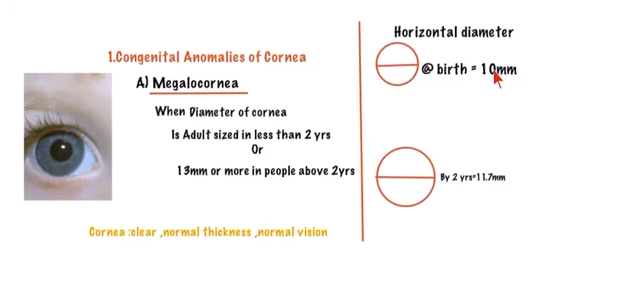 1.Congenital Anomalies of Cornea
A) Megalocornea
When Diameter of cornea
Is Adult sized in less than 2 yrs
Or
13mm or more in people above 2yrs
Cornea :clear ,normal thickness ,normal vision
Horizontal diameter
@ birth = 10mm
By 2 yrs=11.7mm